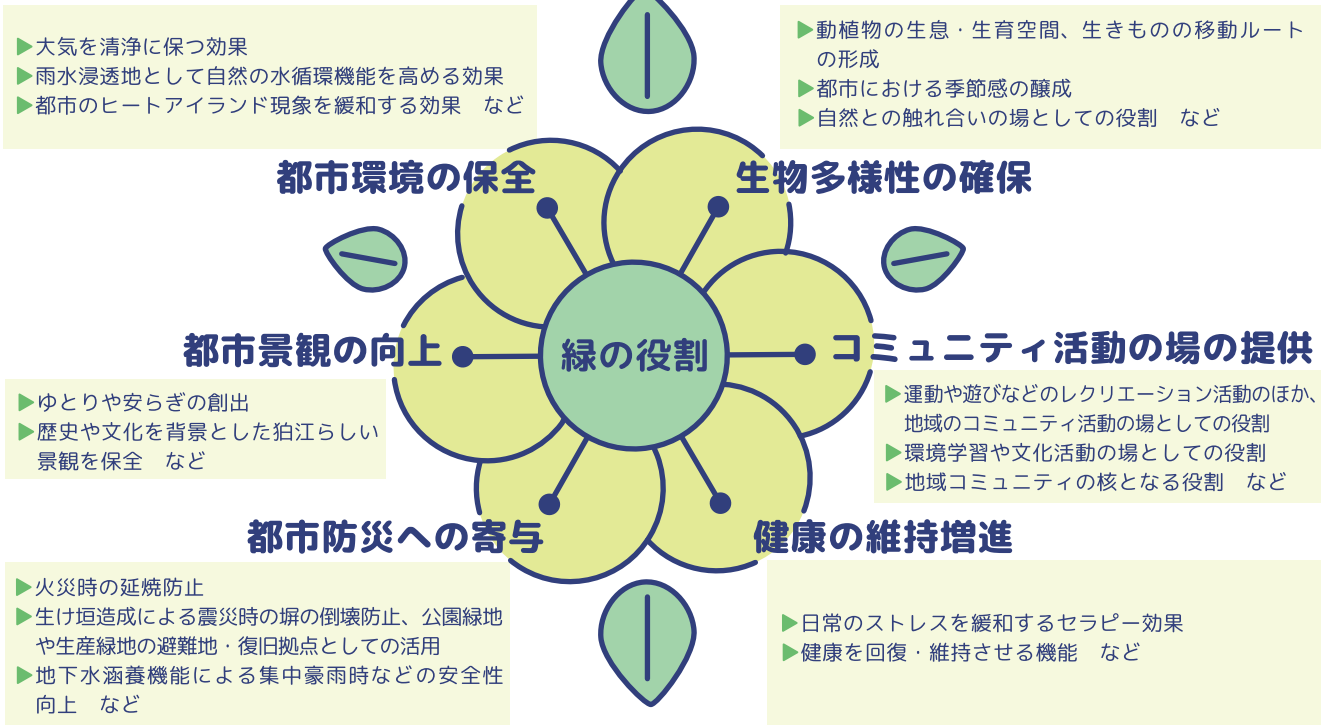 ▶大気を清浄に保つ効果
▶雨水浸透地として自然の水循環機能を高める効果
▶都市のヒートアイランド現象を緩和する効果　など
都市環境の保全
▶動植物の生息・生育空間、生きものの移動ルート
の形成
▶都市における季節感の醸成
▶自然との触れ合いの場としての役割　など
生物多様性の確保
緑の役割
都市景観の向上
▶ゆとりや安らぎの創出
▶歴史や文化を背景とした狛江らしい
景観を保全　など
コミュニティ活動の場の提供
▶運動や遊びなどのレクリエーション活動のほか、
地域のコミュニティ活動の場としての役割
▶環境学習や文化活動の場としての役割
▶地域コミュニティの核となる役割　など
都市防災への寄与
▶火災時の延焼防止
▶生け垣造成による震災時の塀の倒壊防止、公園緑地
や生産緑地の避難地・復旧拠点としての活用
▶地下水涵養機能による集中豪雨時などの安全性
向上　など
健康の維持増進
▶日常のストレスを緩和するセラピー効果
▶健康を回復・維持させる機能　など